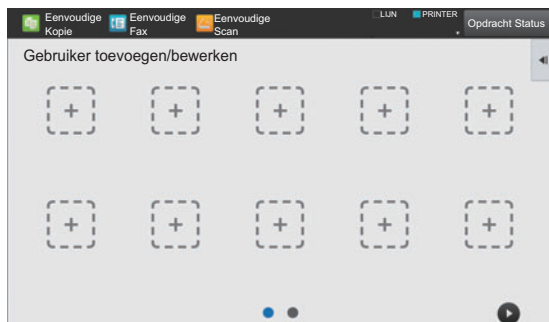 Eenvoudige Kopie
Eenvoudige Fax
Eenvoudige Scan
LIJN
PRINTER
Opdracht Status
Gebruiker toevoegen/bewerken